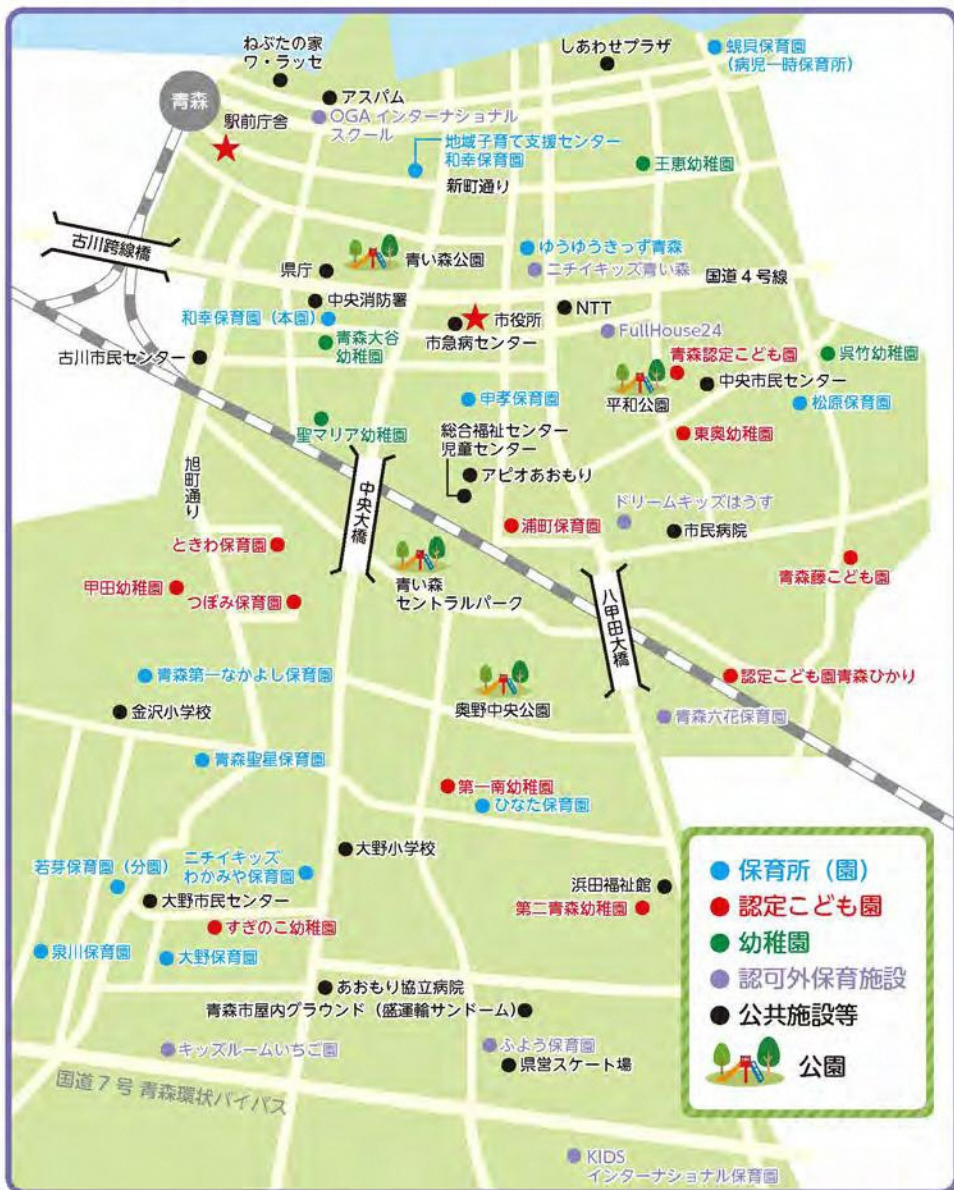 ねぶたの家
ワ・ラッセ
しあわせプラザ
蜆貝保育園
(病児一時保育所)
青森
アスパム
駅前庁舎
OGA インターナショナル
スクール
地域子育て支援センター
和幸保育園
王恵幼稚園
新町通り
古川跨線橋
ゆうゆうきっず青森
青い森公園
県庁
ニチイキッズ青い森
国道4号線
中央消防署
NTT
和幸保育園(本園)
市役所
青森大谷
幼稚園
市急病センター
FullHouse24
古川市民センター
青森認定こども園
呉竹幼稚園
中央市民センター
申孝保育園
平和公園
松原保育園
聖マリア幼稚園
総合福祉センター
児童センター
東奥幼稚園
旭町通り
アピオあおもり
中央大橋
ドリームキッズはうす
浦町保育園
市民病院
ときわ保育園
青い森
セントラルパーク
青森藤こども園
甲田幼稚園
つぼみ保育園
八甲田大橋
青森第一なかよし保育園
認定こども園青森ひかり
奥野中央公園
金沢小学校
青森六花保育園
青森聖星保育園
第一南幼稚園
ひなた保育園
大野小学校
若芽保育園(分園)
ニチイキッズ
わかみや保育園
浜田福祉館
大野市民センター
第二青森幼稚園
すぎのこ幼稚園
泉川保育園
大野保育園
あおもり協立病院
青森市屋内グラウンド(盛運輸サンドーム)
キッズルームいちご園
ふよう保育園
県営スケート場
国道7号 青森環状バイパス
KIDS
インターナショナル保育園
保育所(園)
認定こども園
幼稚園
認可外保育施設
公共施設等
公園